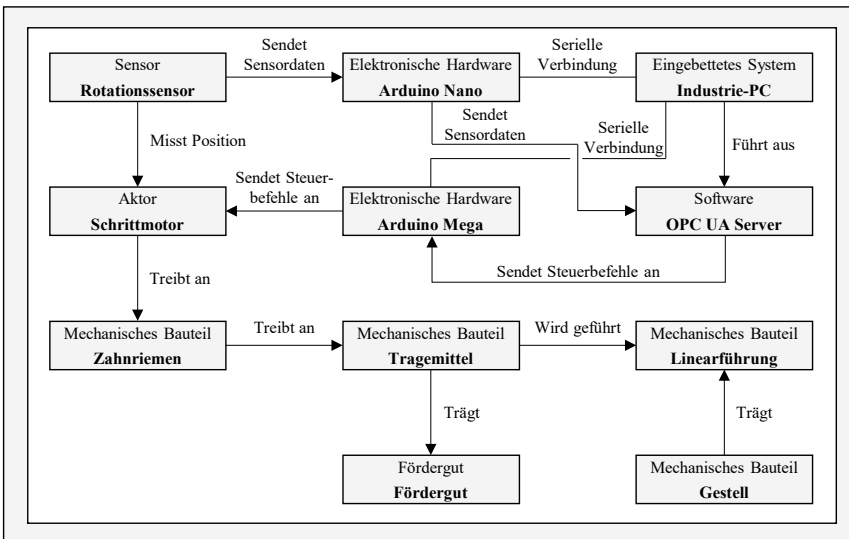 Sensor
Rotationssensor
Sendet
Sensordaten
Elektronische Hardware
Arduino Nano
Serielle
Verbindung
Eingebettetes System
Industrie-PC
Misst Position
Sendet
Sensordaten
Serielle
Verbindung
Führt aus
Aktor
Schrittmotor
Sendet Steuer-
befehle an
Elektronische Hardware
Arduino Mega
Software
OPC UA Server
Treibt an
Sendet Steuerbefehle an
Mechanisches Bauteil
Zahnriemen
Treibt an
Mechanisches Bauteil
Tragemittel
Wird geführt
Mechanisches Bauteil
Linearführung
Trägt
Trägt
Fördergut
Fördergut
Mechanisches Bauteil
Gestell